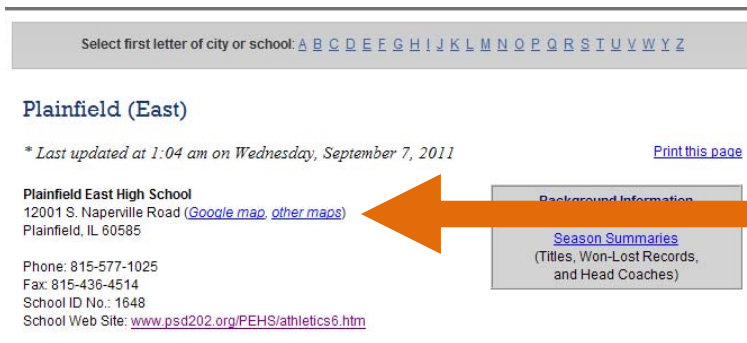 Select first letter of city or school: A B C D E F G H I J K L M N O P Q R S T U V W Y Z
Plainfield (East)
* Last updated at 1:04 am on Wednesday, September 7, 2011
Print this page
Plainfield East High School
12001 S. Naperville Road (Google map, other maps)
Plainfield, IL 60585
Phone: 815-577-1025
Fax: 815-436-4514
School ID No.: 1648
School Web Site: www.psd202.org/PEHS/athletics6.htm
Background Information
Season Summaries
(Titles, Won-Lost Records,
and Head Coaches)